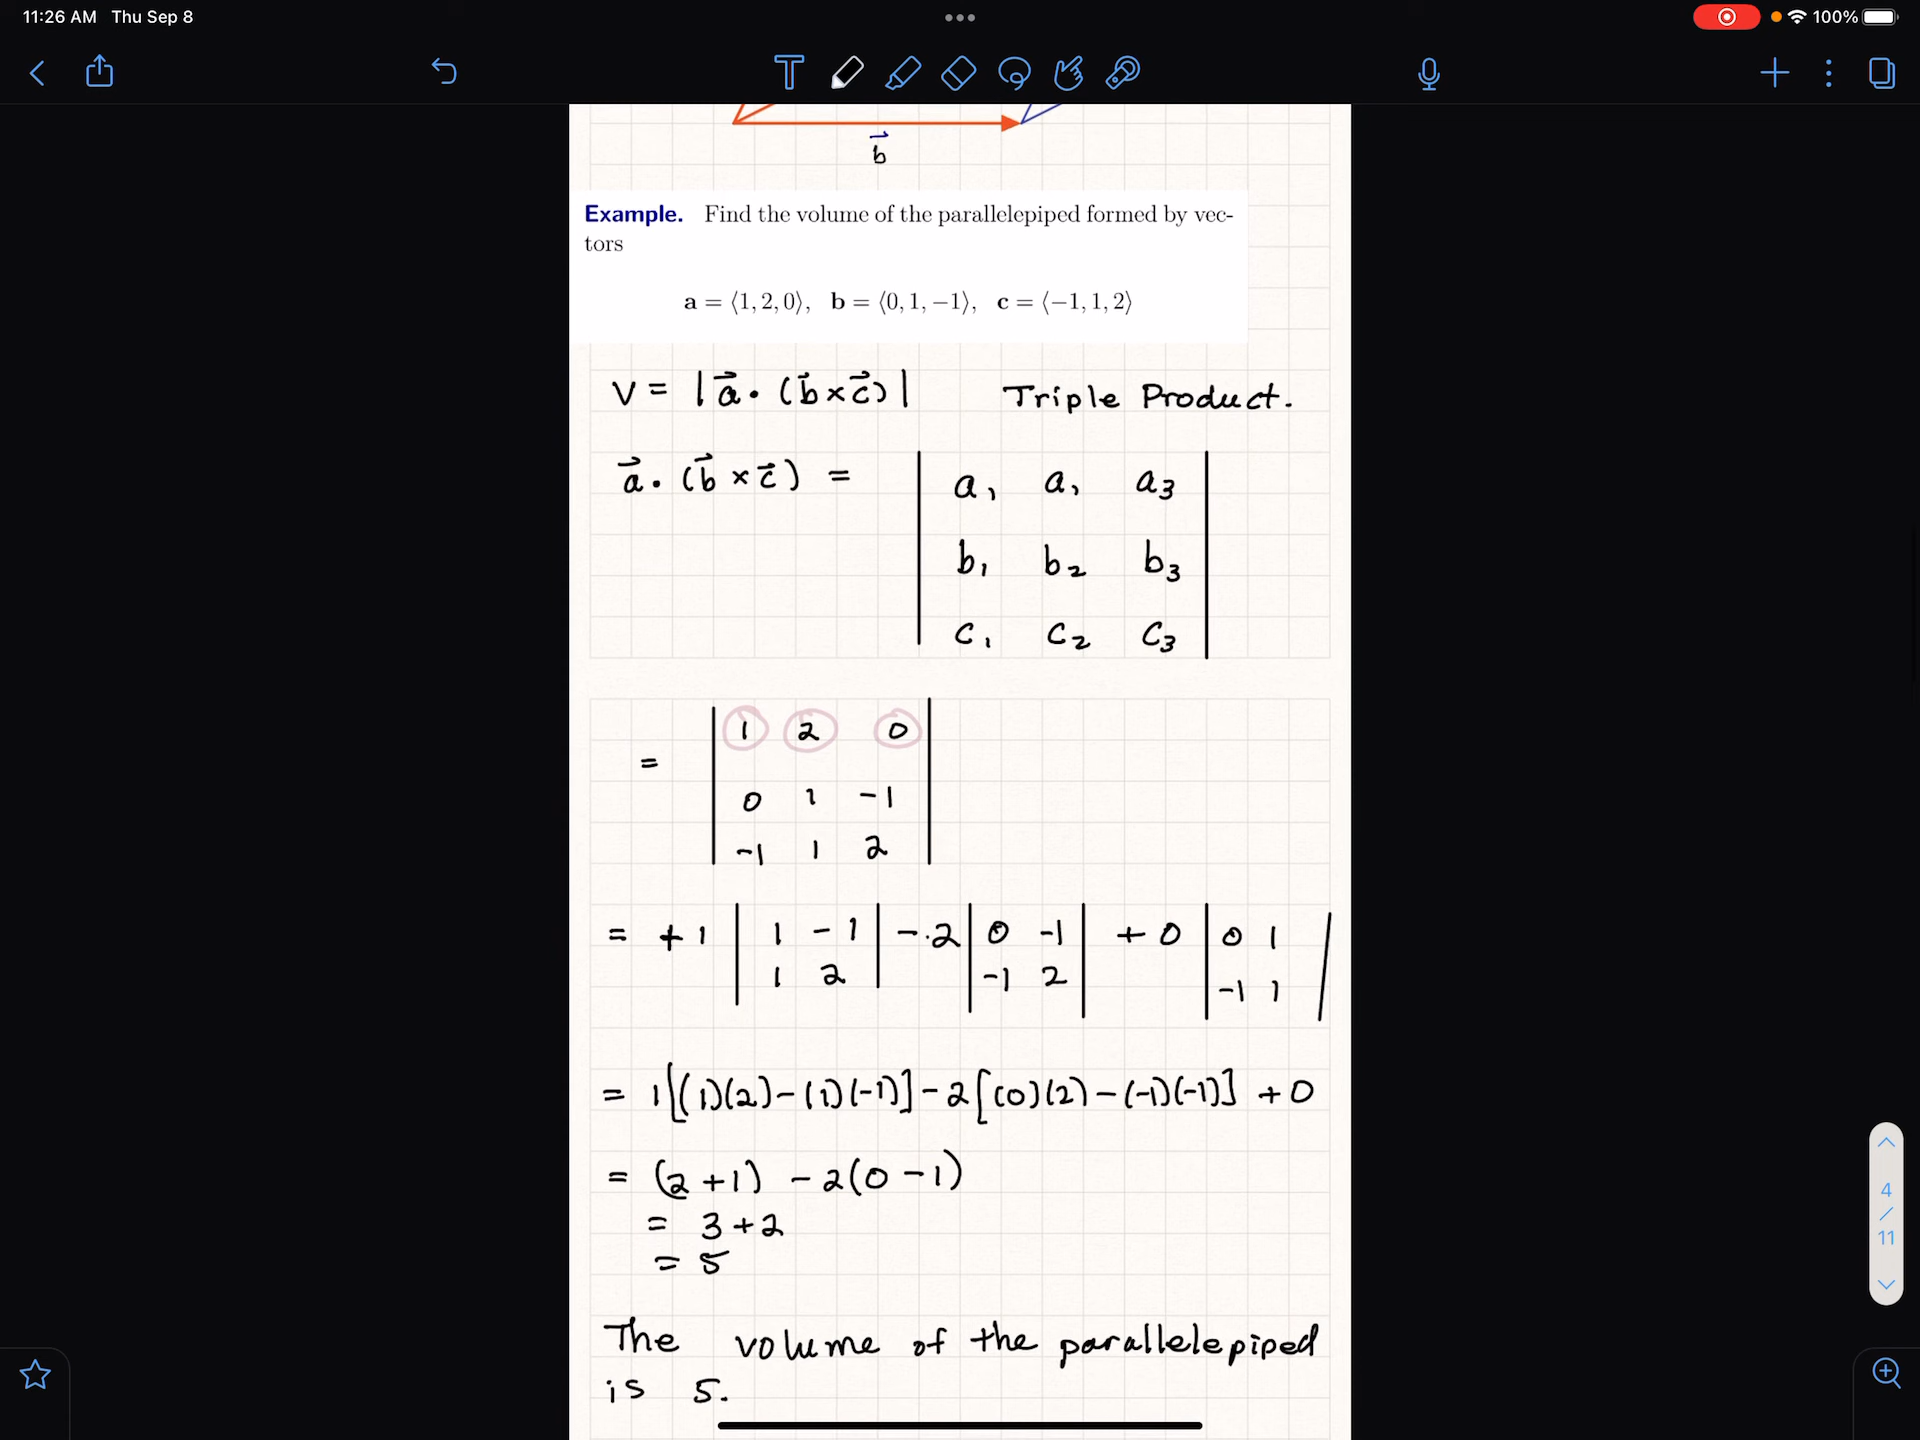 11:26 AM Thu Sep 8
100%
b⃗
Example. Find the volume of the parallelepiped formed by vec-
tors
a = ⟨1, 2, 0⟩, b = ⟨0, 1, −1⟩, c = ⟨−1, 1, 2⟩
V = |a⃗ · (b⃗ × c⃗)| Triple Product.
a⃗ · (b⃗ × c⃗) = | a₁ a₁ a₃ |
b₁ b₂ b₃
c₁ c₂ c₃
= | 1 2 0 |
0 1 -1
-1 1 2
= +1 | 1 -1 | - 2 | 0 -1 | + 0 | 0 1 |
1 2 -1 2 -1 1
= 1[(1)(2)-(1)(-1)] - 2[(0)(2)-(-1)(-1)] + 0
= (2+1) - 2(0-1)
= 3+2
= 5
The volume of the parallelepiped
is 5.
4
/
11